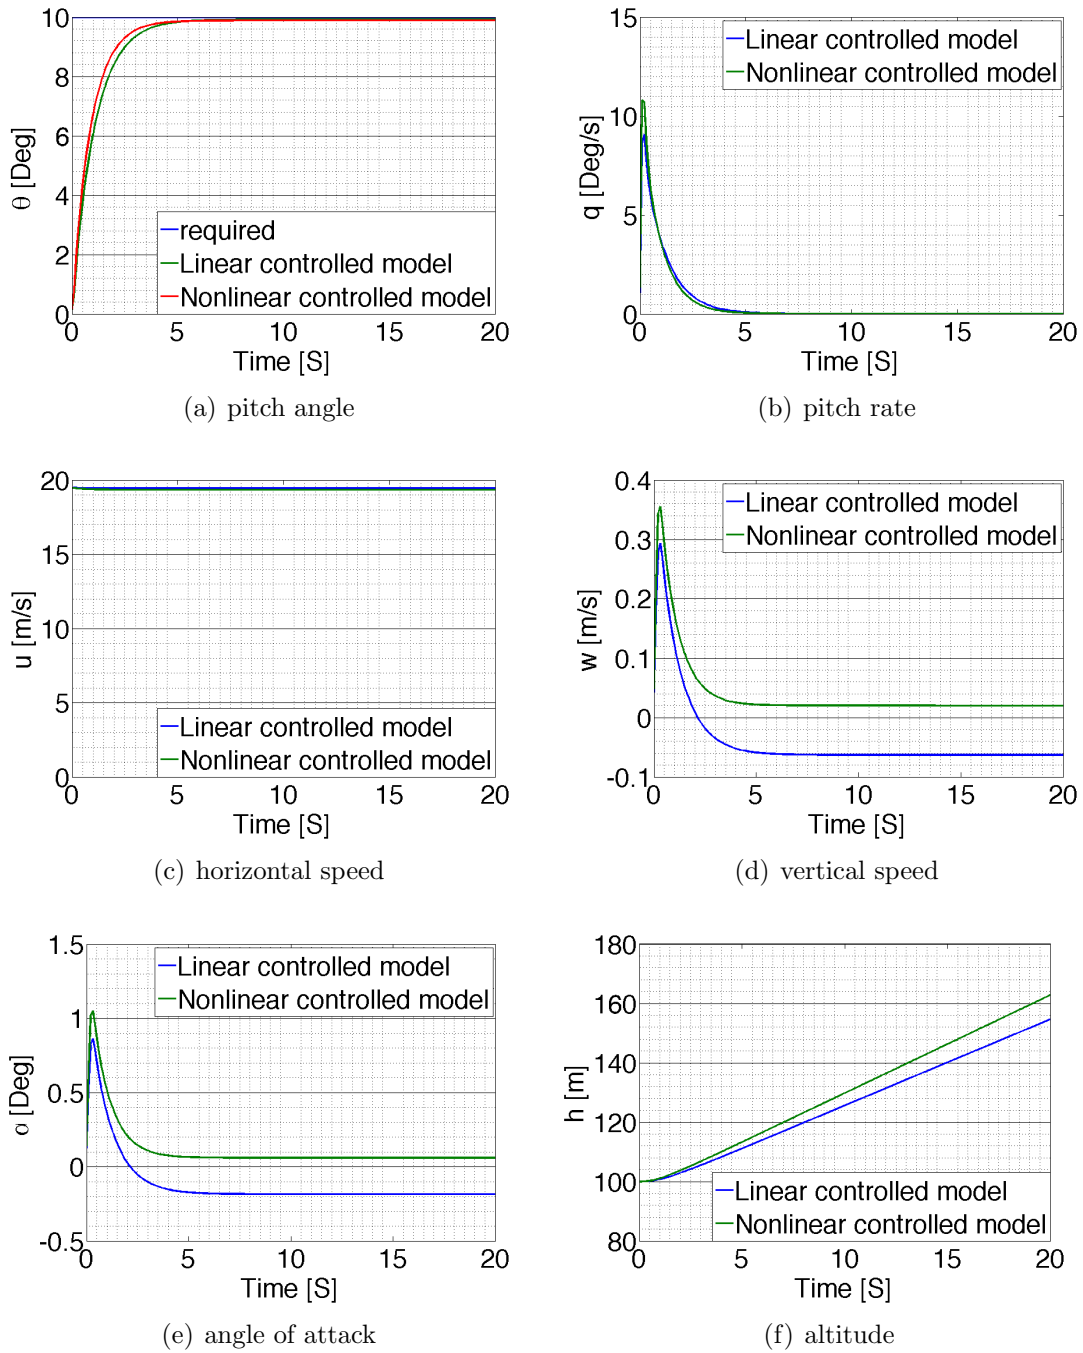 10
8
6
4
2
0
θ [Deg]
required
Linear controlled model
Nonlinear controlled model
0 5 10 15 20
Time [S]
(a) pitch angle
15
10
5
0
q [Deg/s]
Linear controlled model
Nonlinear controlled model
0 5 10 15 20
Time [S]
(b) pitch rate
20
15
10
5
0
u [m/s]
Linear controlled model
Nonlinear controlled model
0 5 10 15 20
Time [S]
(c) horizontal speed
0.4
0.3
0.2
0.1
0
-0.1
w [m/s]
Linear controlled model
Nonlinear controlled model
0 5 10 15 20
Time [S]
(d) vertical speed
1.5
1
0.5
0
-0.5
α [Deg]
Linear controlled model
Nonlinear controlled model
0 5 10 15 20
Time [S]
(e) angle of attack
180
160
140
120
100
80
h [m]
Linear controlled model
Nonlinear controlled model
0 5 10 15 20
Time [S]
(f) altitude